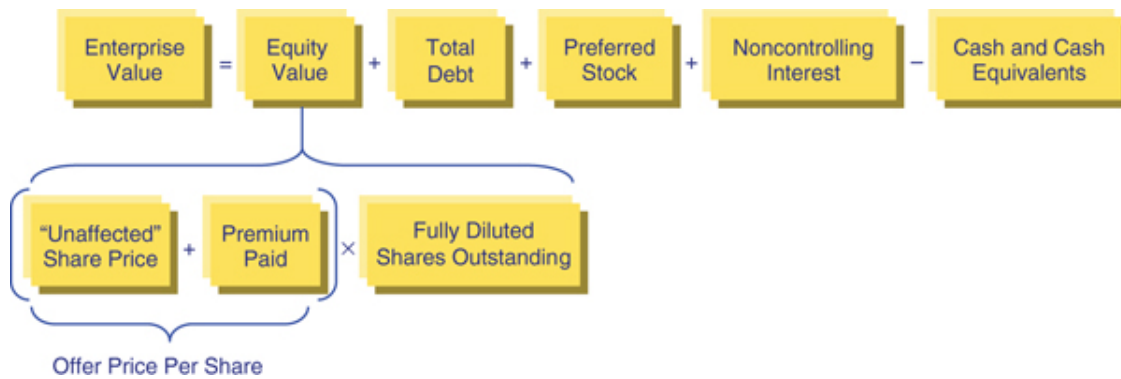 Enterprise Value = Equity Value + Total Debt + Preferred Stock + Noncontrolling Interest – Cash and Cash Equivalents
“Unaffected” Share Price + Premium Paid × Fully Diluted Shares Outstanding
Offer Price Per Share